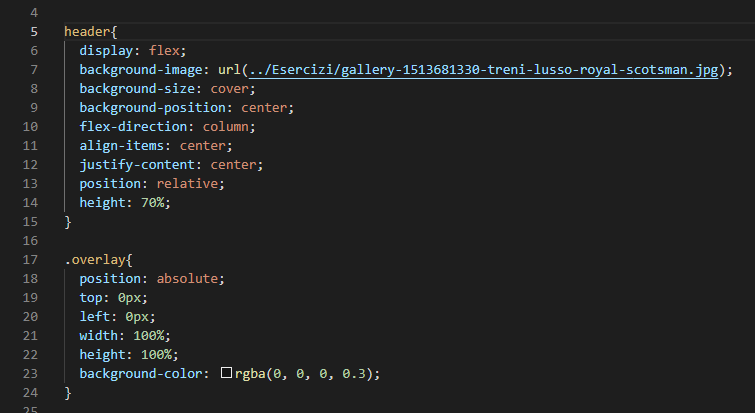 4
5 header{
6 display: flex;
7 background-image: url(../Esercizi/gallery-1513681330-treni-lusso-royal-scotsman.jpg);
8 background-size: cover;
9 background-position: center;
10 flex-direction: column;
11 align-items: center;
12 justify-content: center;
13 position: relative;
14 height: 70%;
15 }
16
17 .overlay{
18 position: absolute;
19 top: 0px;
20 left: 0px;
21 width: 100%;
22 height: 100%;
23 background-color: rgba(0, 0, 0, 0.3);
24 }
25